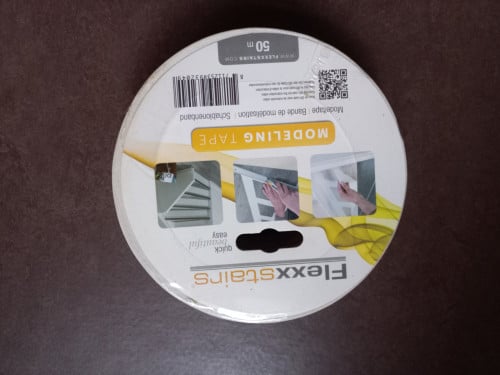 Flexxstairs
quick
beautiful
easy
MODELING TAPE
Modeltape | Bande de modélisation | Schablonenband
50 m
WWW.FLEXXSTAIRS.COM